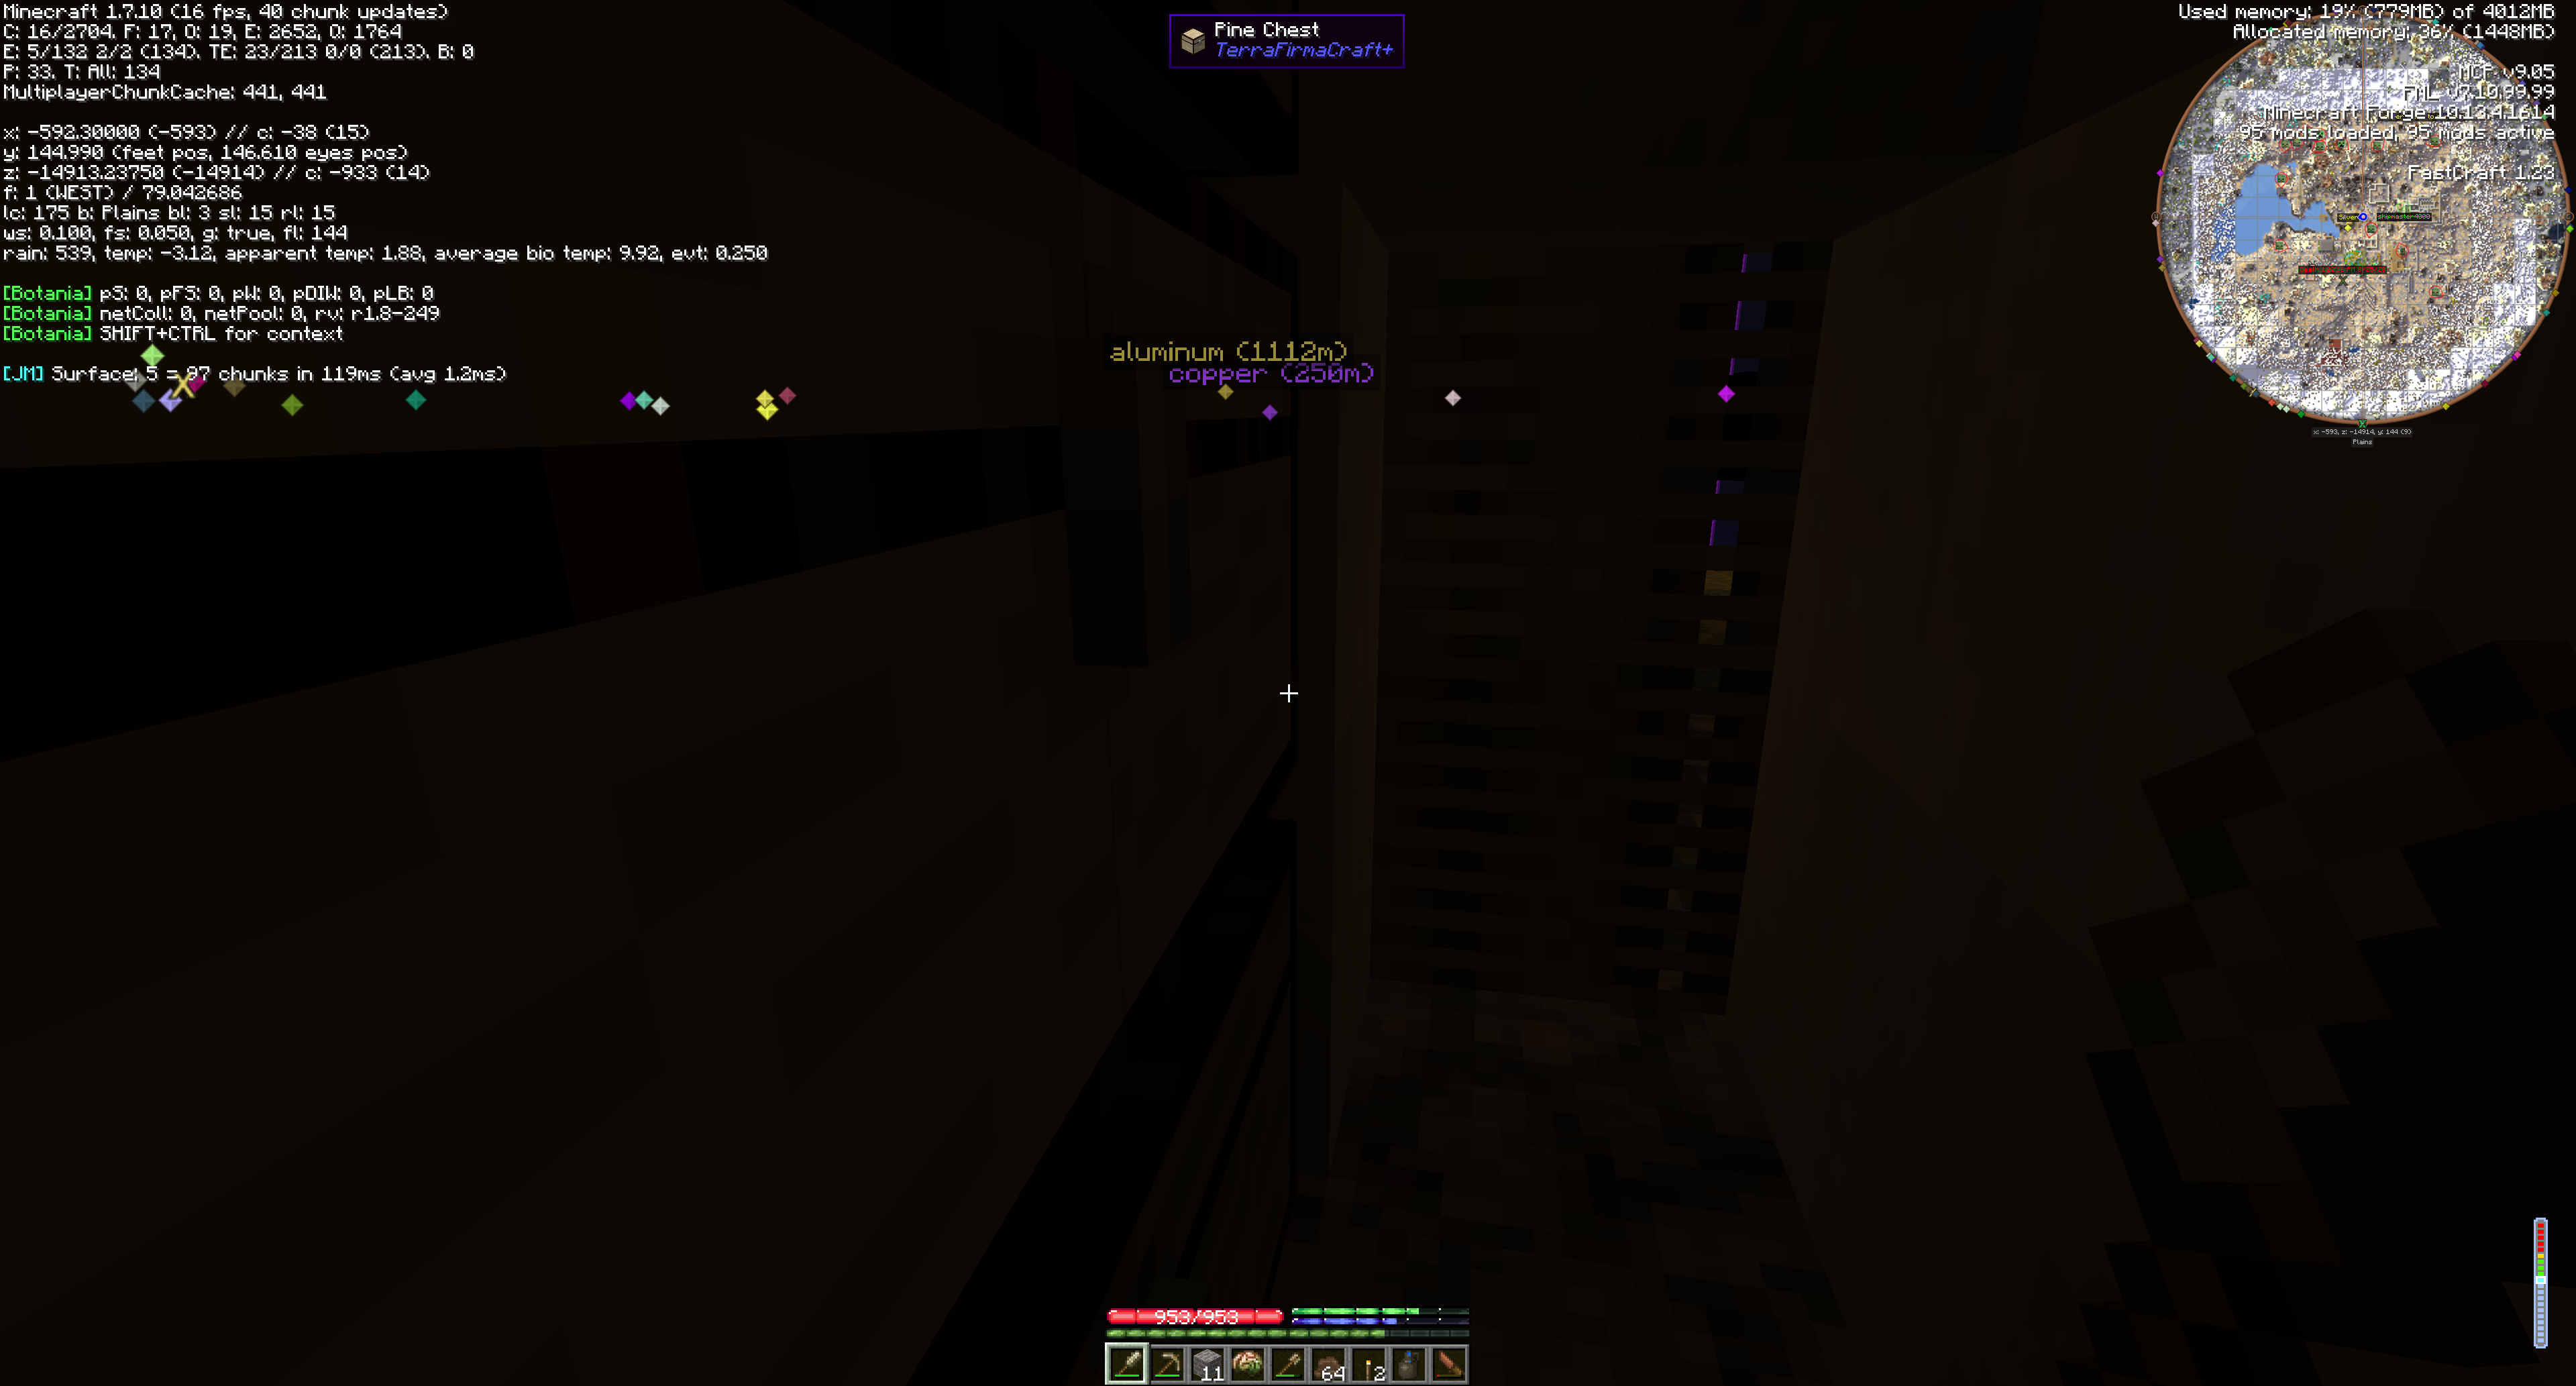 Minecraft 1.7.10 (16 fps, 40 chunk updates)
C: 16/2704. F: 17, O: 19, E: 2652, Q: 1764
E: 5/132 2/2 (134). TE: 23/213 0/0 (213). B: 0
P: 33. T: All: 134
MultiplayerChunkCache: 441, 441
x: -592.30000 (-593) // c: -38 (15)
y: 144.990 (feet pos, 146.610 eyes pos)
z: -14913.23750 (-14914) // c: -933 (14)
f: 1 (WEST) / 79.042686
lc: 175 b: Plains bl: 3 sl: 15 rl: 15
ws: 0.100, fs: 0.050, g: true, fl: 144
rain: 539, temp: -3.12, apparent temp: 1.88, average bio temp: 9.92, evt: 0.250
[Botania] pS: 0, pFS: 0, pW: 0, pDIW: 0, pLB: 0
[Botania] netColl: 0, netPool: 0, rv: r1.8-249
[Botania] SHIFT+CTRL for context
[JM] Surface: 5 = 97 chunks in 119ms (avg 1.2ms)
Pine Chest
TerraFirmaCraft+
Used memory: 19% (779MB) of 4012MB
Allocated memory: 36% (1448MB)
MCP v9.05
FML v7.10.99.99
Minecraft Forge 10.13.4.1614
95 mods loaded, 95 mods active
FastCraft 1.23
Silver
x: -593, z: -14914, y: 144 (9)
Plains
aluminum (1112m)
copper (250m)
953/953
11
64
2